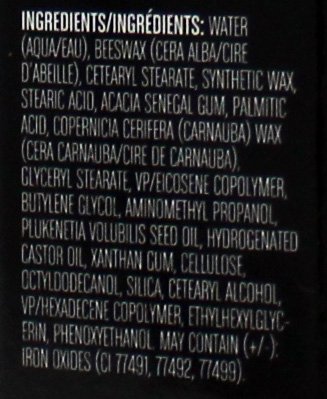 INGREDIENTS/INGRÉDIENTS: WATER
(AQUA/EAU), BEESWAX (CERA ALBA/CIRE
D'ABEILLE), CETEARYL STEARATE, SYNTHETIC WAX,
STEARIC ACID, ACACIA SENEGAL GUM, PALMITIC
ACID, COPERNICIA CERIFERA (CARNAUBA) WAX
(CERA CARNAUBA/CIRE DE CARNAUBA),
GLYCERYL STEARATE, VP/EICOSENE COPOLYMER,
BUTYLENE GLYCOL, AMINOMETHYL PROPANOL,
PLUKENETIA VOLUBILIS SEED OIL, HYDROGENATED
CASTOR OIL, XANTHAN GUM, CELLULOSE,
OCTYLDODECANOL, SILICA, CETEARYL ALCOHOL,
VP/HEXADECENE COPOLYMER, ETHYLHEXYLGLYC-
ERIN, PHENOXYETHANOL. MAY CONTAIN (+/-):
IRON OXIDES (CI 77491, 77492, 77499).